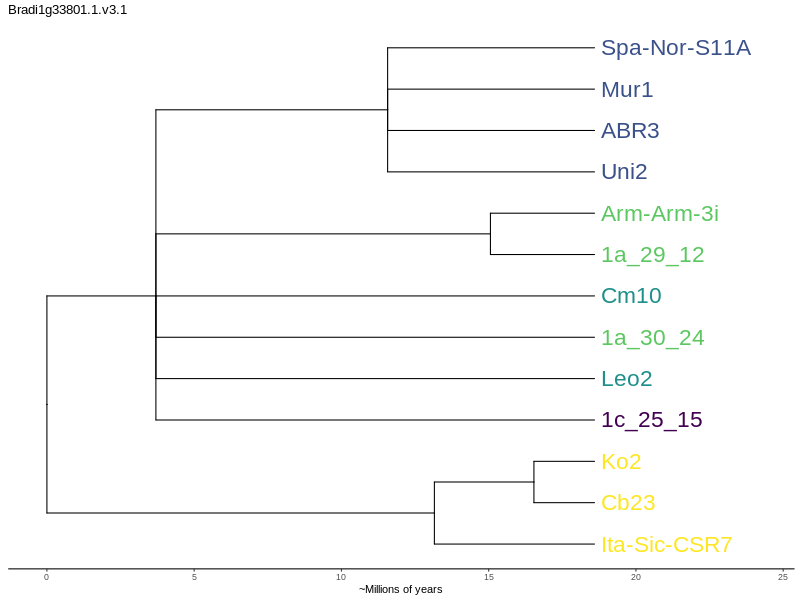 Bradi1g33801.1.v3.1
Spa-Nor-S11A
Mur1
ABR3
Uni2
Arm-Arm-3i
1a_29_12
Cm10
1a_30_24
Leo2
1c_25_15
Ko2
Cb23
Ita-Sic-CSR7
0 5 10 15 20 25
~Millions of years